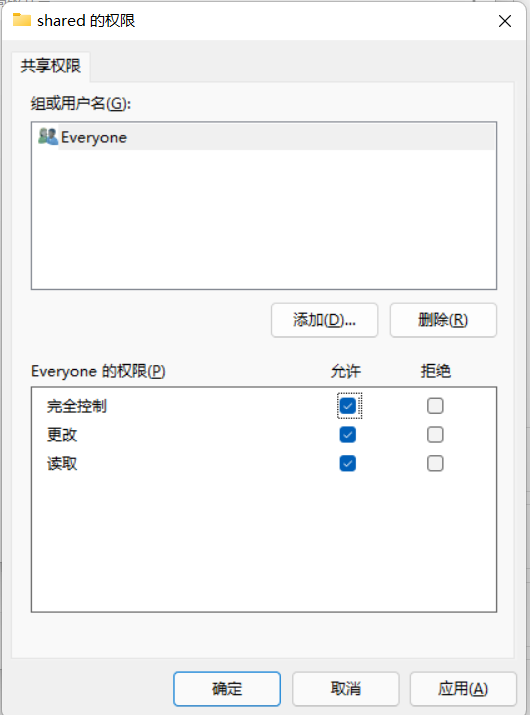 shared 的权限
共享权限
组或用户名(G):
Everyone
添加(D)... 删除(R)
Everyone 的权限(P) 允许 拒绝
完全控制
更改
读取
确定 取消 应用(A)